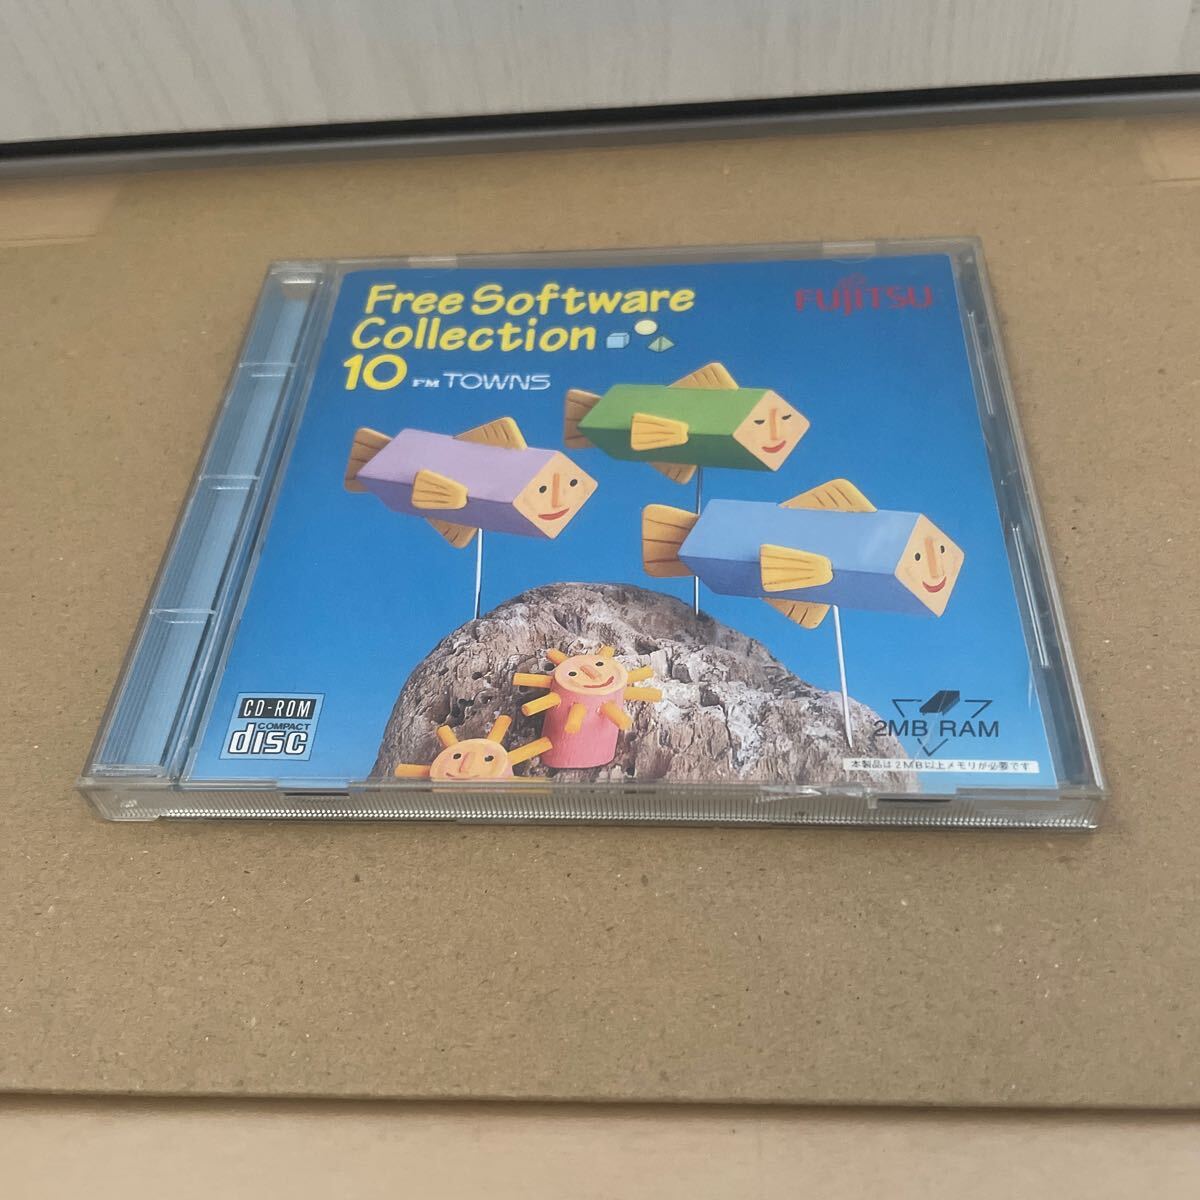 Free Software
Collection
10 FM TOWNS
FUJITSU
CD-ROM
COMPACT
disc
2MB RAM
本製品は2MB以上メモリが必要です